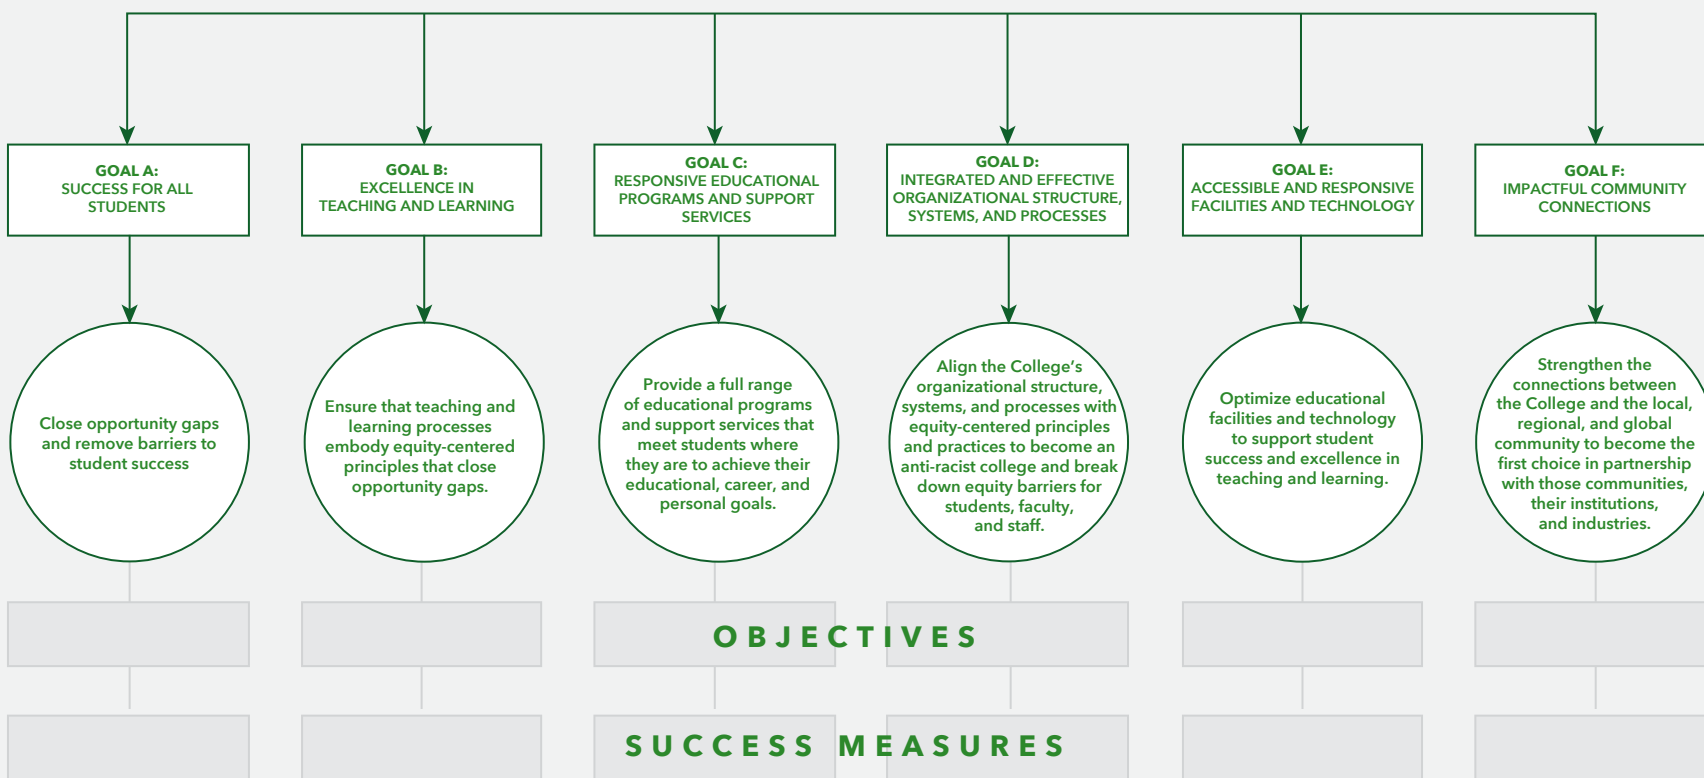 GOAL A:
SUCCESS FOR ALL
STUDENTS
GOAL B:
EXCELLENCE IN
TEACHING AND LEARNING
GOAL C:
RESPONSIVE EDUCATIONAL
PROGRAMS AND SUPPORT
SERVICES
GOAL D:
INTEGRATED AND EFFECTIVE
ORGANIZATIONAL STRUCTURE,
SYSTEMS, AND PROCESSES
GOAL E:
ACCESSIBLE AND RESPONSIVE
FACILITIES AND TECHNOLOGY
GOAL F:
IMPACTFUL COMMUNITY
CONNECTIONS
Close opportunity gaps
and remove barriers to
student success
Ensure that teaching and
learning processes
embody equity-centered
principles that close
opportunity gaps.
Provide a full range
of educational programs
and support services that
meet students where
they are to achieve their
educational, career, and
personal goals.
Align the College’s
organizational structure,
systems, and processes with
equity-centered principles
and practices to become an
anti-racist college and break
down equity barriers for
students, faculty,
and staff.
Optimize educational
facilities and technology
to support student
success and excellence in
teaching and learning.
Strengthen the
connections between
the College and the local,
regional, and global
community to become the
first choice in partnership
with those communities,
their institutions,
and industries.
OBJECTIVES
SUCCESS MEASURES